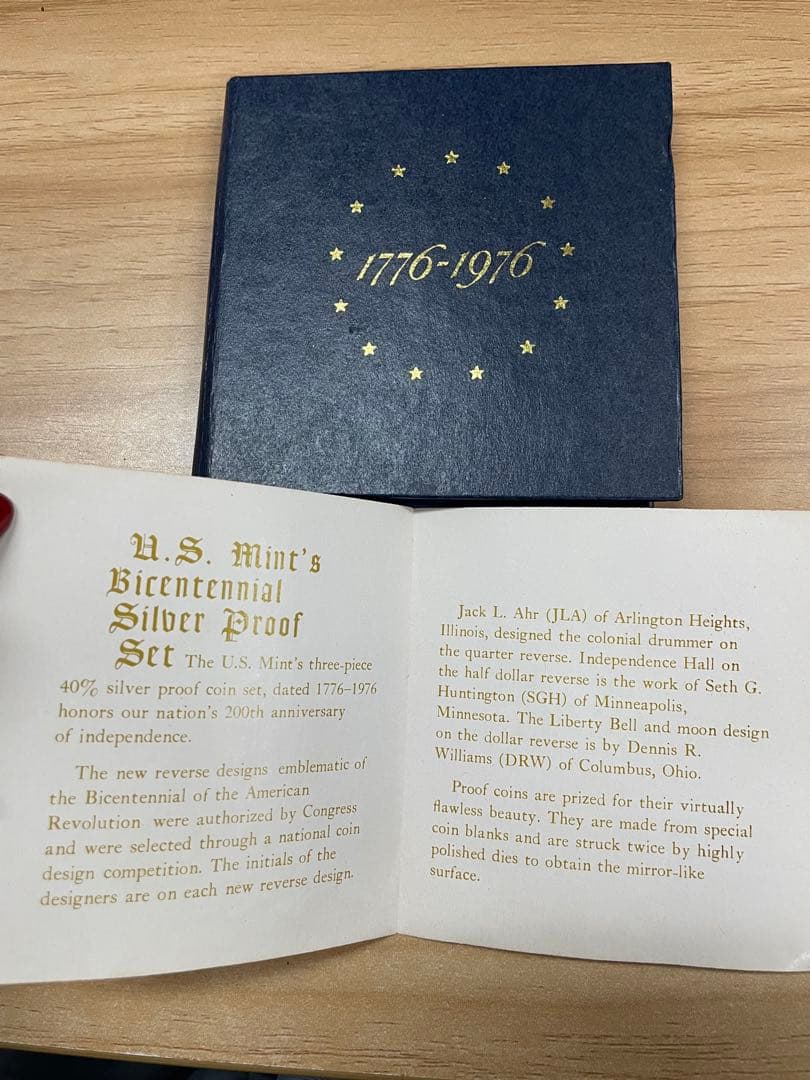 1776-1976
U.S. Mint's
Bicentennial
Silver Proof
Set The U.S. Mint's three-piece
40% silver proof coin set, dated 1776-1976
honors our nation's 200th anniversary
of independence.
The new reverse designs emblematic of
the Bicentennial of the American
Revolution were authorized by Congress
and were selected through a national coin
design competition. The initials of the
designers are on each new reverse design.
Jack L. Ahr (JLA) of Arlington Heights,
Illinois, designed the colonial drummer on
the quarter reverse. Independence Hall on
the half dollar reverse is the work of Seth G.
Huntington (SGH) of Minneapolis,
Minnesota. The Liberty Bell and moon design
on the dollar reverse is by Dennis R.
Williams (DRW) of Columbus, Ohio.
Proof coins are prized for their virtually
flawless beauty. They are made from special
coin blanks and are struck twice by highly
polished dies to obtain the mirror-like
surface.